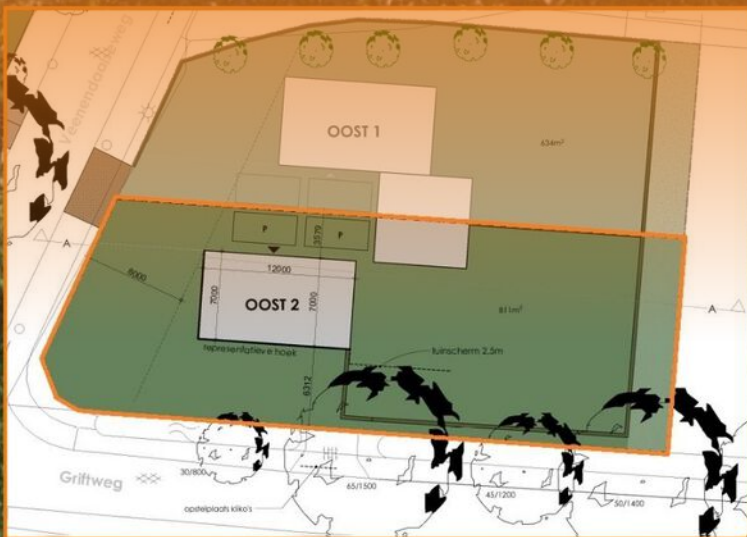 Veenendaalseweg
OOST 1
634m²
A
P
P
3579
8000
12000
7000
7000
OOST 2
811m²
A
representatieve hoek
tuinscherm 2.5m
6312
Griftweg
30/800
65/1500
45/1200
50/1400
opstelplaats kliko's